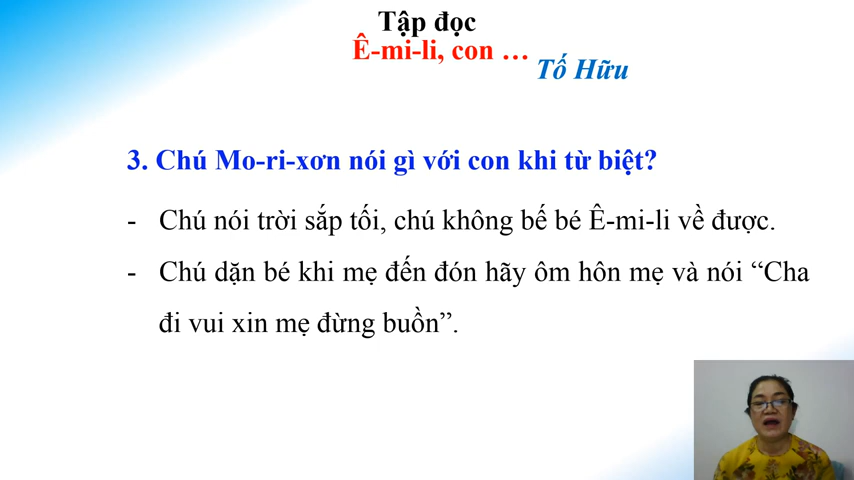 Tập đọc
Ê-mi-li, con …
Tố Hữu
3. Chú Mo-ri-xơn nói gì với con khi từ biệt?
- Chú nói trời sắp tối, chú không bế bé Ê-mi-li về được.
- Chú dặn bé khi mẹ đến đón hãy ôm hôn mẹ và nói “Cha
đi vui xin mẹ đừng buồn”.